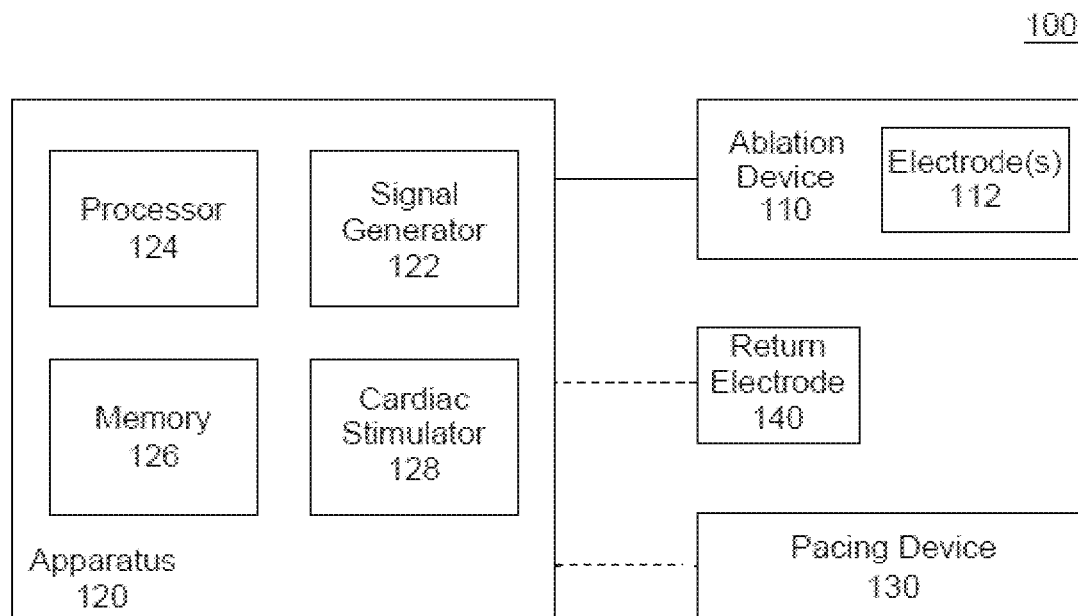 100
Processor
124
Signal
Generator
122
Memory
126
Cardiac
Stimulator
128
Apparatus
120
Ablation
Device
110
Electrode(s)
112
Return
Electrode
140
Pacing Device
130